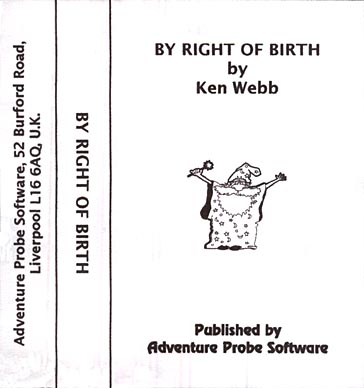 Adventure Probe Software, 52 Burford Road,
Liverpool L16 6AQ, U.K.
BY RIGHT OF BIRTH
BY RIGHT OF BIRTH
by
Ken Webb
Published by
Adventure Probe Software